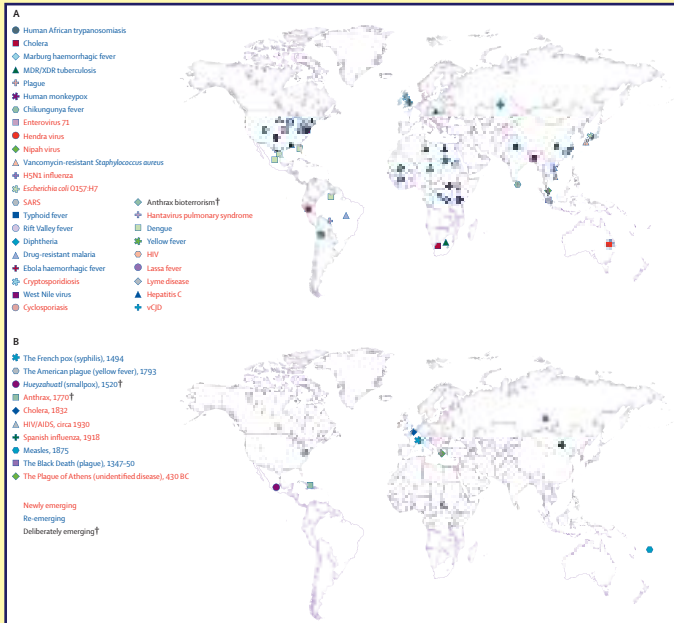 A
Human African trypanosomiasis
Cholera
Marburg haemorrhagic fever
MDR/XDR tuberculosis
Plague
Human monkeypox
Chikungunya fever
Enterovirus 71
Hendra virus
Nipah virus
Vancomycin-resistant Staphylococcus aureus
H5N1 influenza
Escherichia coli O157:H7
SARS
Typhoid fever
Rift Valley fever
Diphtheria
Drug-resistant malaria
Ebola haemorrhagic fever
Cryptosporidiosis
West Nile virus
Cyclosporiasis
Anthrax bioterrorism†
Hantavirus pulmonary syndrome
Dengue
Yellow fever
HIV
Lassa fever
Lyme disease
Hepatitis C
vCJD
B
The French pox (syphilis), 1494
The American plague (yellow fever), 1793
Hueyzahuatl (smallpox), 1520†
Anthrax, 1770†
Cholera, 1832
HIV/AIDS, circa 1930
Spanish influenza, 1918
Measles, 1875
The Black Death (plague), 1347–50
The Plague of Athens (unidentified disease), 430 BC
Newly emerging
Re-emerging
Deliberately emerging†